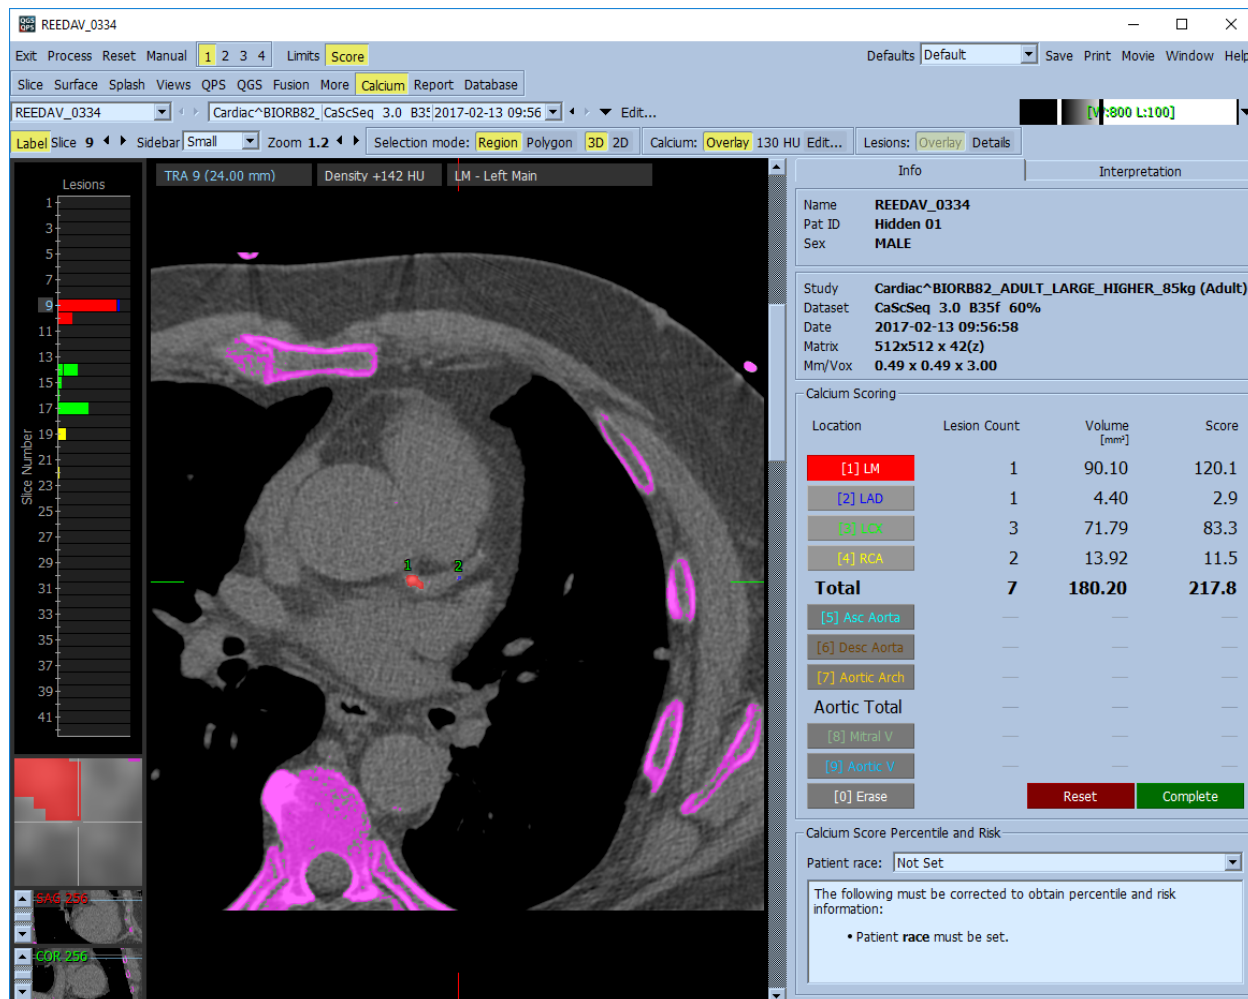 QGS QPS REEDAV_0334
Exit Process Reset Manual 1 2 3 4 Limits Score Defaults Default Save Print Movie Window Help
Slice Surface Splash Views QPS QGS Fusion More Calcium Report Database
REEDAV_0334 Cardiac^BIORB82_ CaScSeq 3.0 B35f 2017-02-13 09:56 Edit... [W:800 L:100]
Label Slice 9 Sidebar Small Zoom 1.2 Selection mode: Region Polygon 3D 2D Calcium: Overlay 130 HU Edit... Lesions: Overlay Details
TRA 9 (24.00 mm) Density +142 HU LM - Left Main
Info Interpretation
Lesions
1
3
5
7
9
11
13
15
17
19
21
23
25
27
29
31
33
35
37
39
41
Slice Number
1 2
SAG 256
COR 256
Name REEDAV_0334
Pat ID Hidden 01
Sex MALE
Study Cardiac^BIORB82_ADULT_LARGE_HIGHER_85kg (Adult)
Dataset CaScSeq 3.0 B35f 60%
Date 2017-02-13 09:56:58
Matrix 512x512 x 42(z)
Mm/Vox 0.49 x 0.49 x 3.00
Calcium Scoring
Location Lesion Count Volume Score
[mm³]
[1] LM 1 90.10 120.1
[2] LAD 1 4.40 2.9
[3] LCX 3 71.79 83.3
[4] RCA 2 13.92 11.5
Total 7 180.20 217.8
[5] Asc Aorta — — —
[6] Desc Aorta — — —
[7] Aortic Arch — — —
Aortic Total — — —
[8] Mitral V — — —
[9] Aortic V — — —
[0] Erase Reset Complete
Calcium Score Percentile and Risk
Patient race: Not Set
The following must be corrected to obtain percentile and risk
information:
• Patient race must be set.